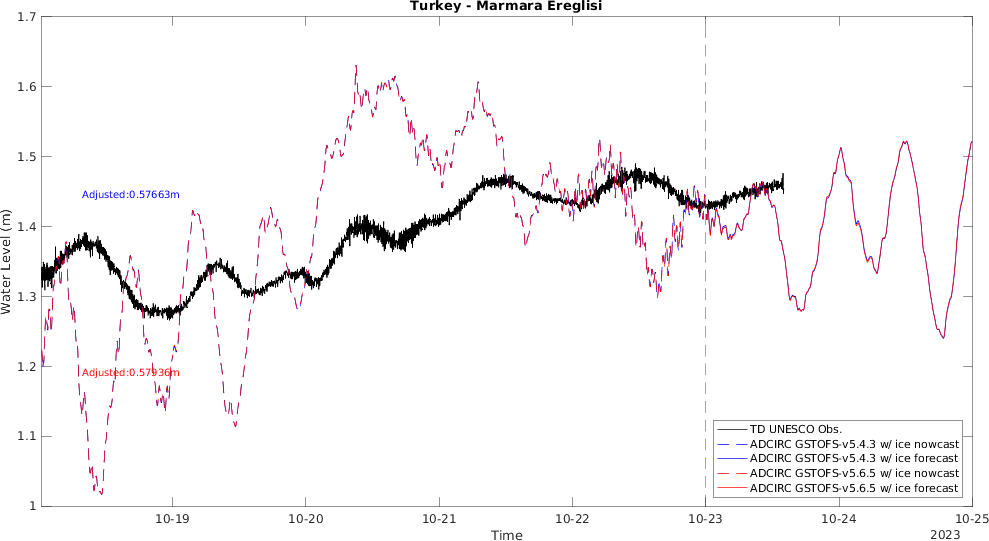 Turkey - Marmara Ereglisi
1.7
1.6
1.5
1.4
1.3
1.2
1.1
1
Water Level (m)
Adjusted:0.57663m
Adjusted:0.57936m
TD UNESCO Obs.
ADCIRC GSTOFS-v5.4.3 w/ ice nowcast
ADCIRC GSTOFS-v5.4.3 w/ ice forecast
ADCIRC GSTOFS-v5.6.5 w/ ice nowcast
ADCIRC GSTOFS-v5.6.5 w/ ice forecast
10-19 10-20 10-21 10-22 10-23 10-24 10-25
Time
2023